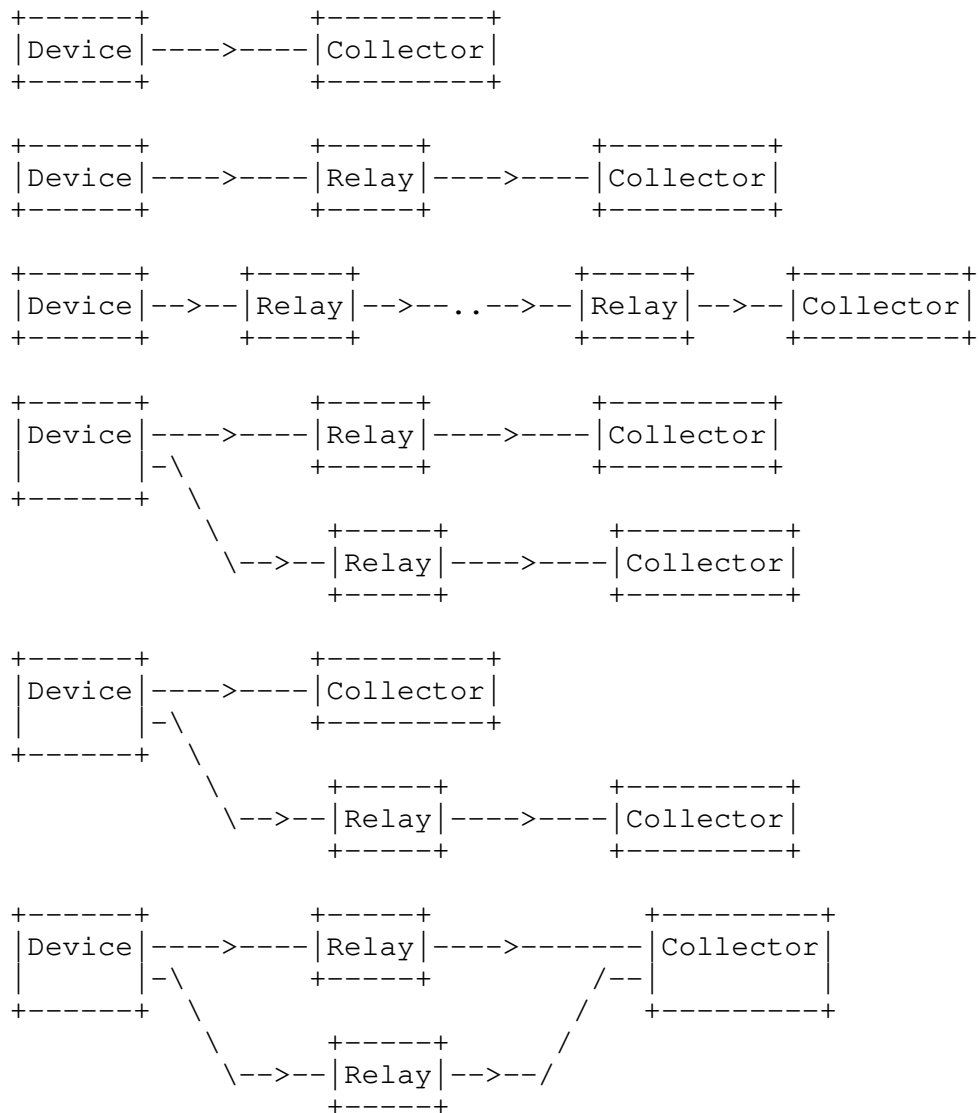 +------+         +---------+
|Device|---->----|Collector|
+------+         +---------+

+------+         +-----+         +---------+
|Device|---->----|Relay|---->----|Collector|
+------+         +-----+         +---------+

+------+     +-----+            +-----+     +---------+
|Device|-->--|Relay|-->--..-->--|Relay|-->--|Collector|
+------+     +-----+            +-----+     +---------+

+------+         +-----+         +---------+
|Device|---->----|Relay|---->----|Collector|
|      |-\       +-----+         +---------+
+------+  \
           \      +-----+         +---------+
            \-->--|Relay|---->----|Collector|
                  +-----+         +---------+

+------+         +---------+
|Device|---->----|Collector|
|      |-\       +---------+
+------+  \
           \      +-----+         +---------+
            \-->--|Relay|---->----|Collector|
                  +-----+         +---------+

+------+         +-----+            +---------+
|Device|---->----|Relay|---->-------|Collector|
|      |-\       +-----+         /--|         |
+------+  \                     /   +---------+
           \      +-----+      /
            \-->--|Relay|-->--/
                  +-----+